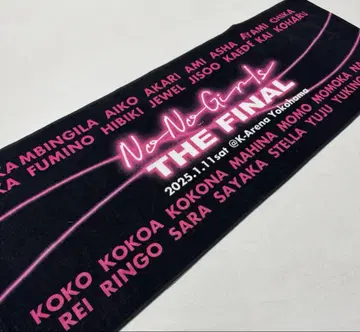 KA MBINGILA AIKO AKARI AMI ASHA AYAMI CHIKA
KA FUMINO HIBIKI JEWEL JISOO KAEDE KAI KOHARU
No No Girls
THE FINAL
2025.1.11sat @K-Arena Yokohama
KOKO KOKOA KOKONA MAHINA MOMO MOMOKA NA
REI RINGO SARA SAYAKA STELLA YUJU YUKINO